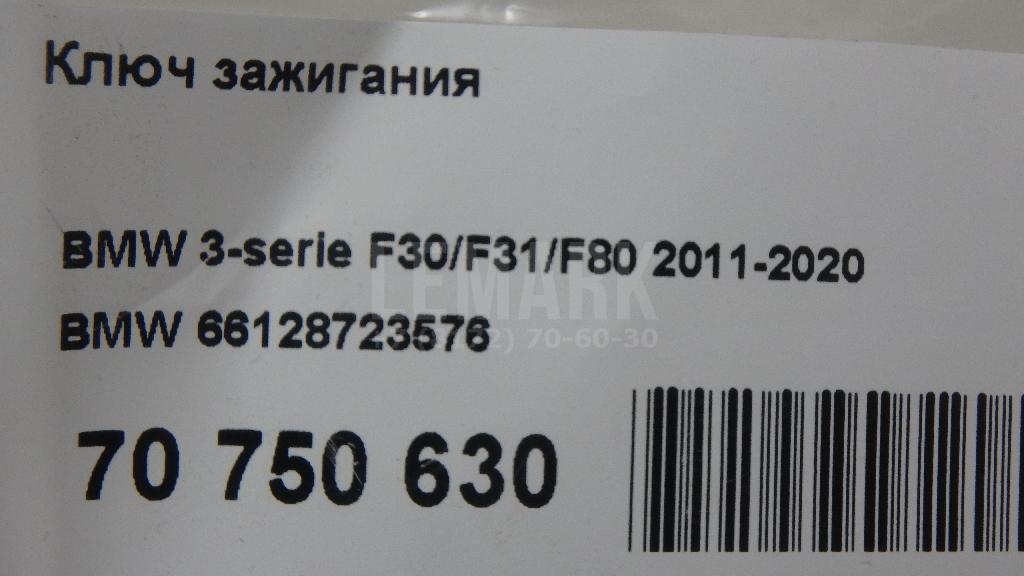 Ключ зажигания
BMW 3-serie F30/F31/F80 2011-2020
LEMARK
BMW 66128723576
2) 70-60-30
70 750 630